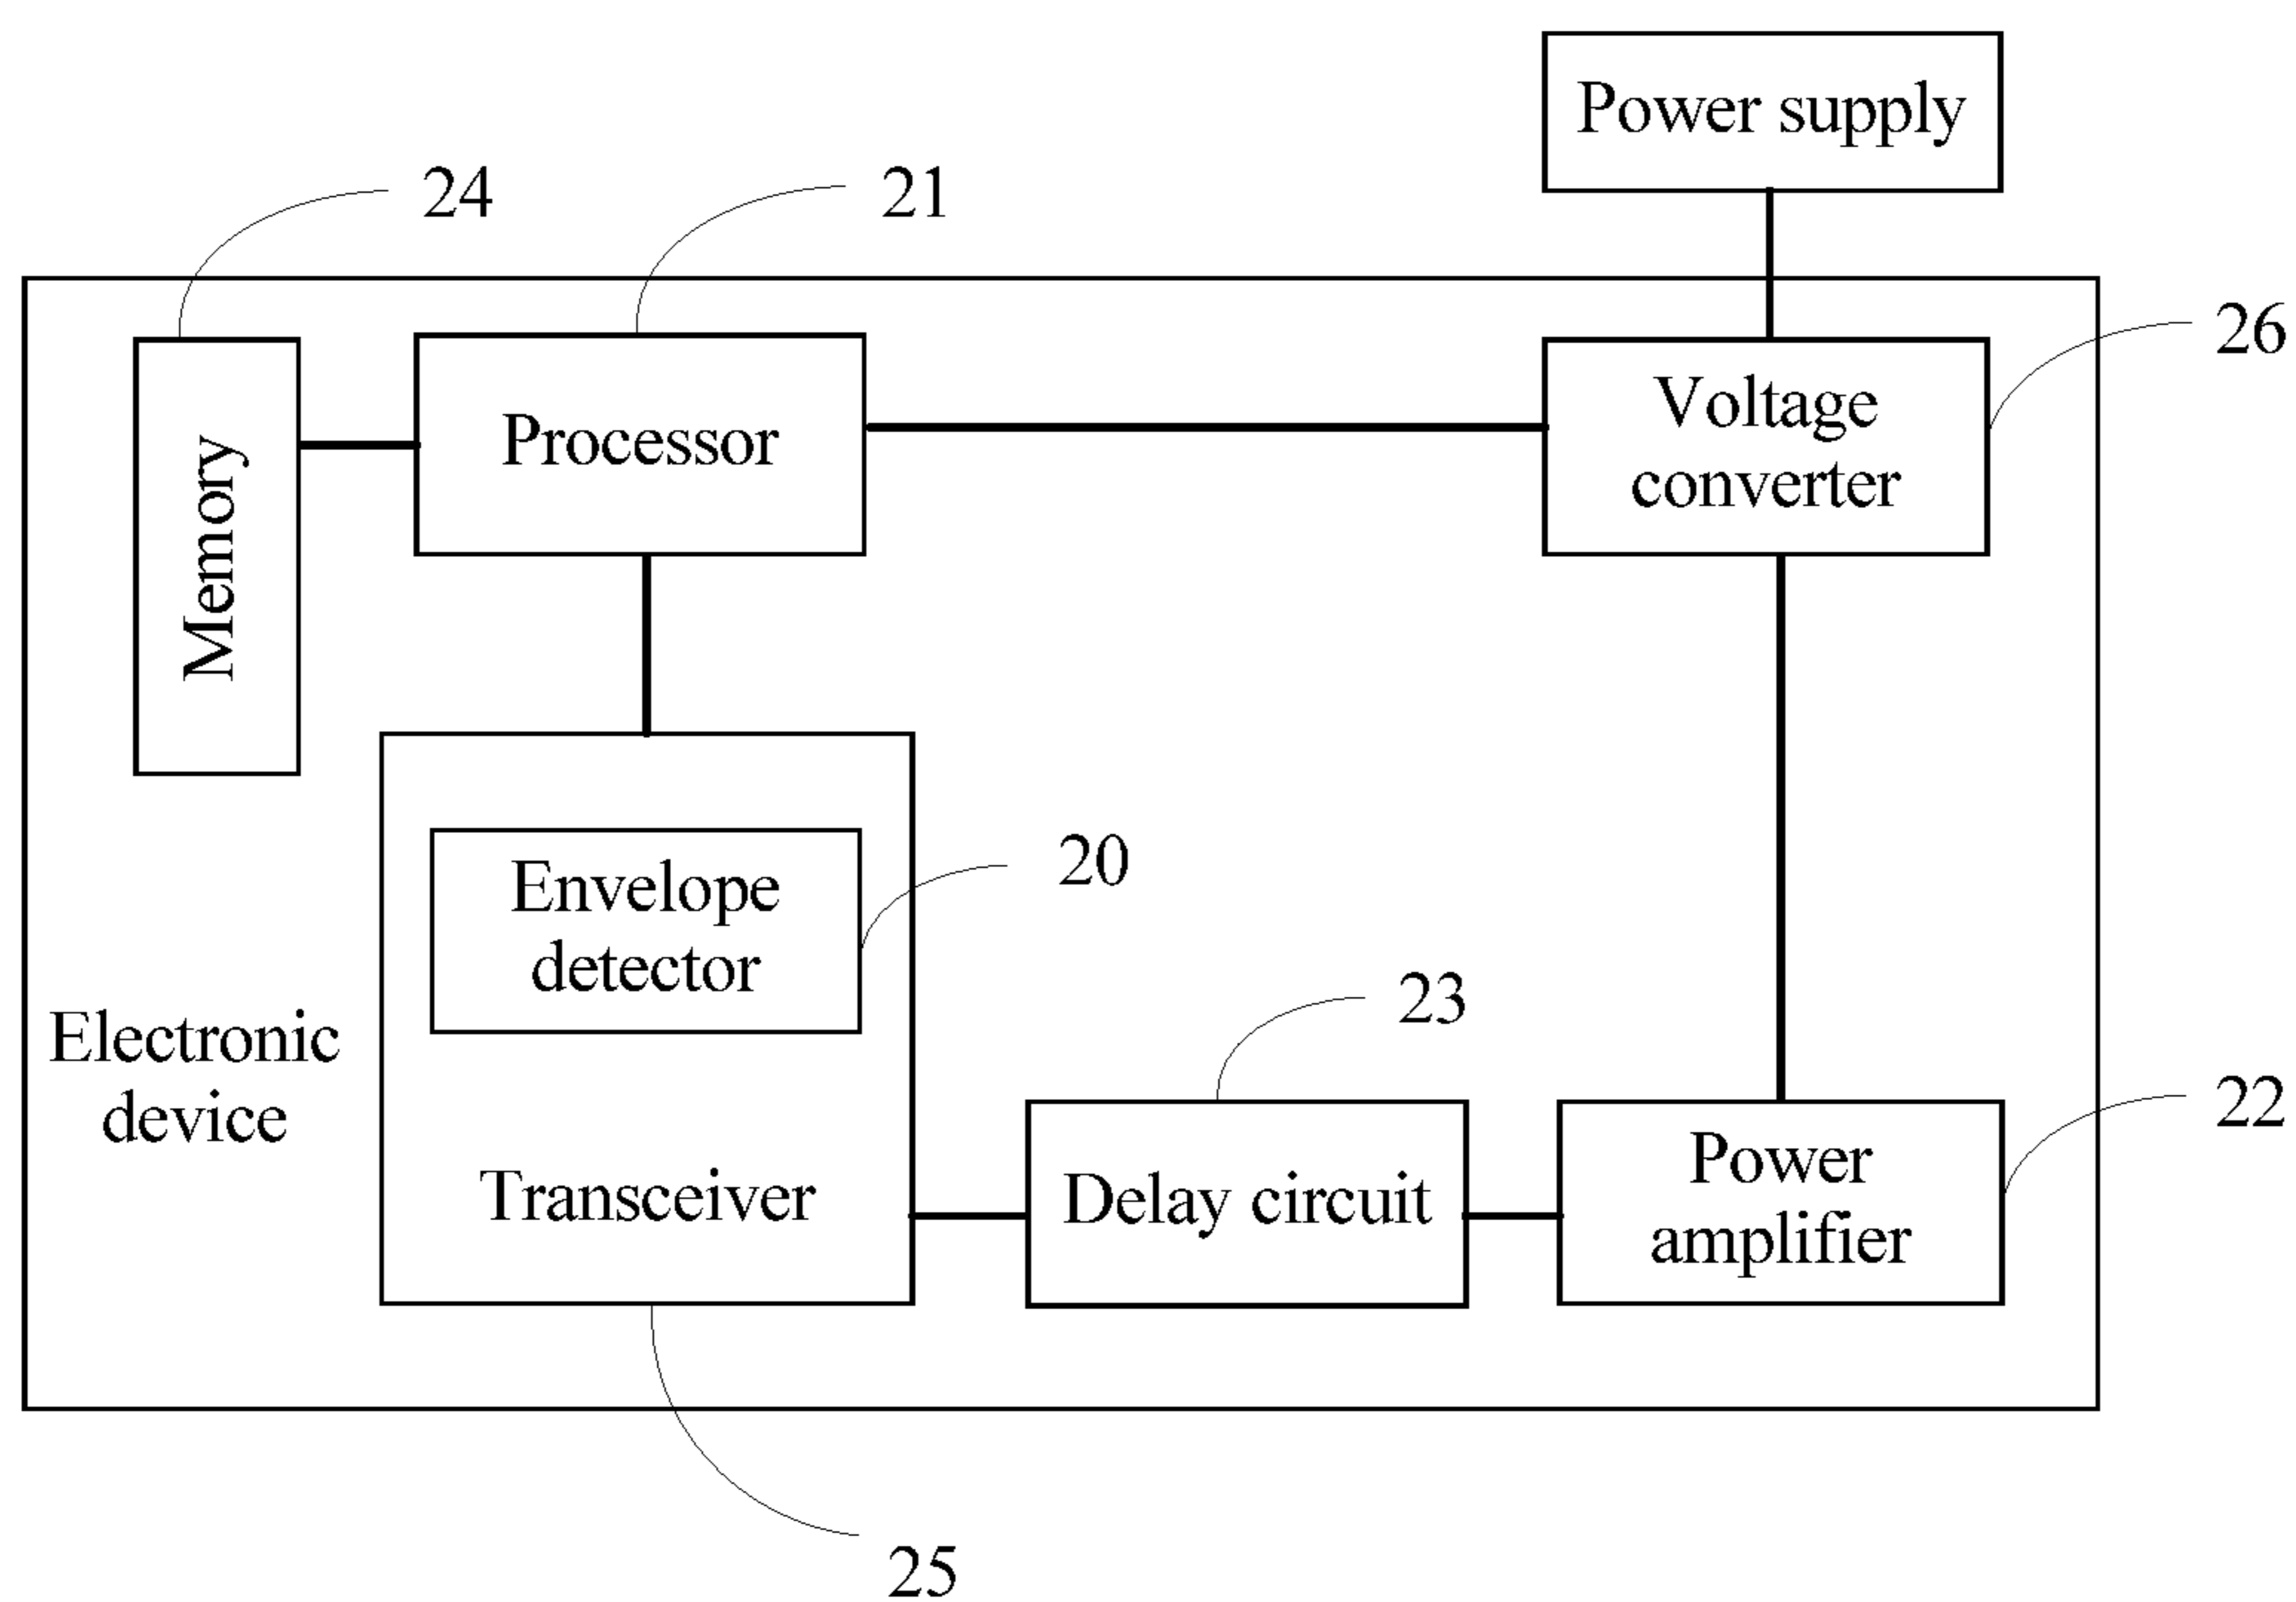 Power supply
24
21
26
Voltage
converter
Processor
Memory
20
Envelope
detector
23
Electronic
device
22
Power
amplifier
Transceiver
Delay circuit
25